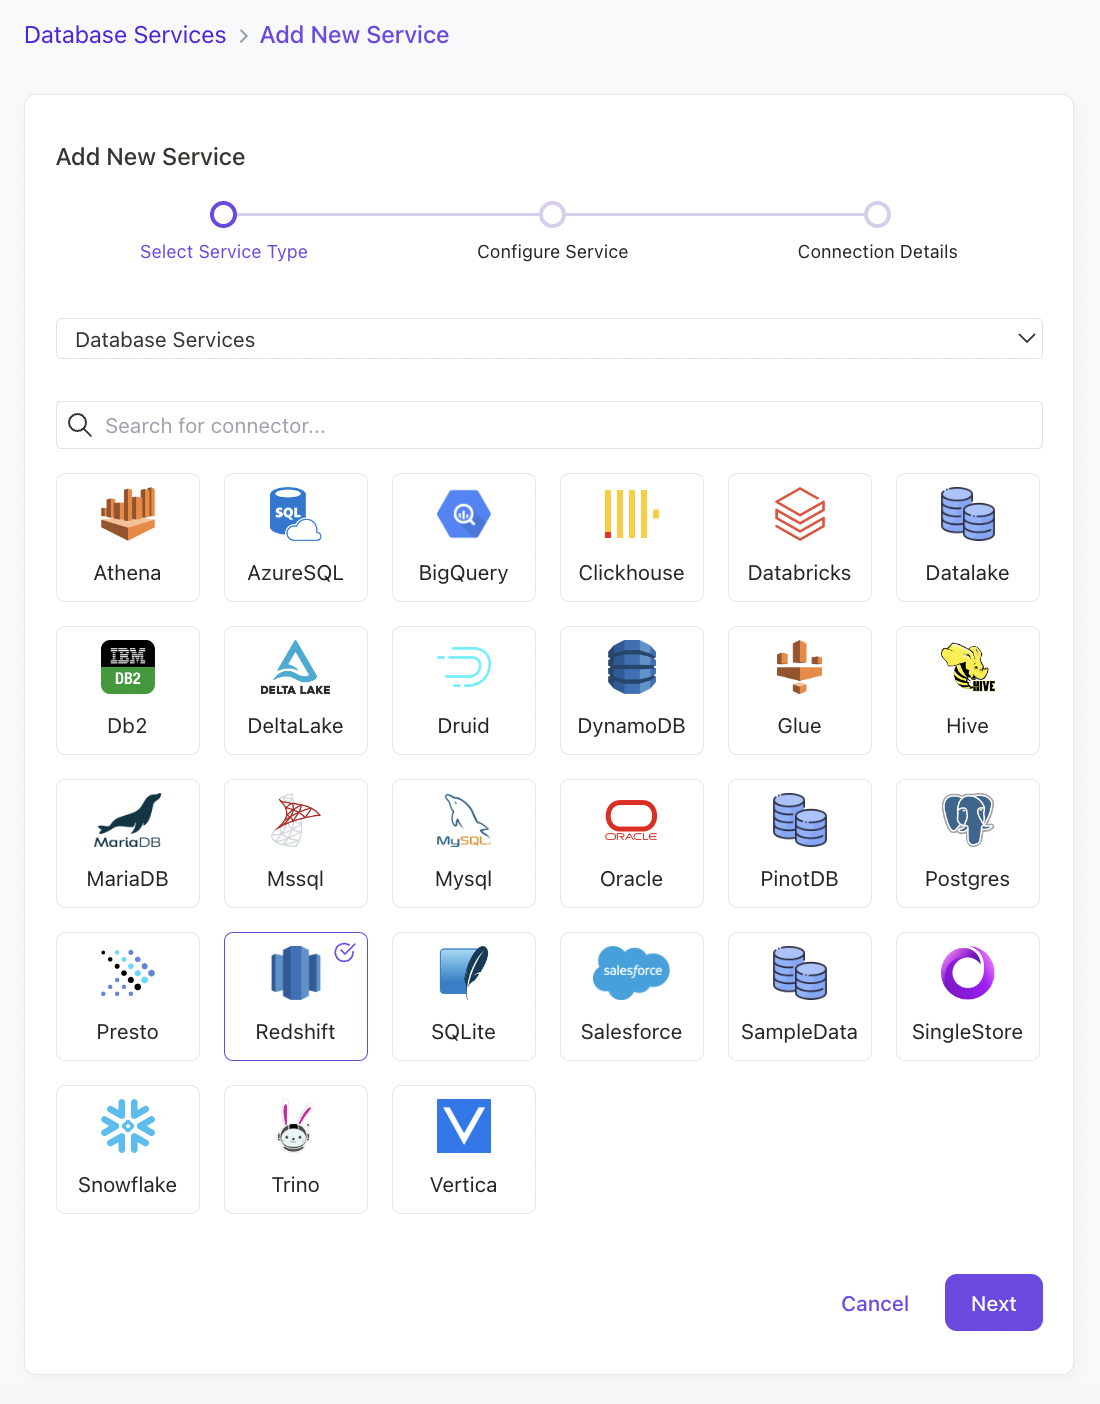 Database Services > Add New Service
Add New Service
Select Service Type Configure Service Connection Details
Database Services
Search for connector...
SQL
Athena AzureSQL BigQuery Clickhouse Databricks Datalake
IBM
DB2
DELTA LAKE
HIVE
Db2 DeltaLake Druid DynamoDB Glue Hive
MariaDB
MySQL
ORACLE
MariaDB Mssql Mysql Oracle PinotDB Postgres
salesforce
Presto Redshift SQLite Salesforce SampleData SingleStore
Snowflake Trino Vertica
Cancel Next